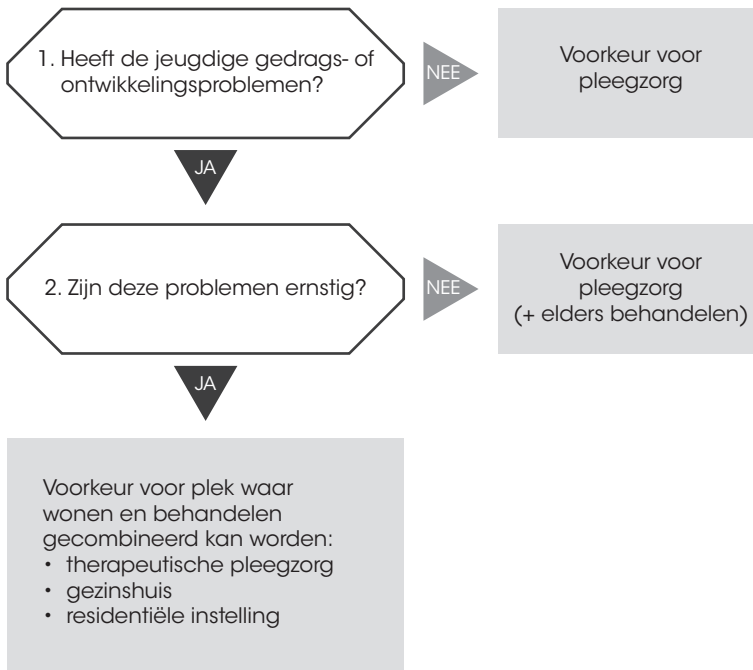 1. Heeft de jeugdige gedrags- of
ontwikkelingsproblemen?
NEE
Voorkeur voor
pleegzorg
JA
2. Zijn deze problemen ernstig?
NEE
Voorkeur voor
pleegzorg
(+ elders behandelen)
JA
Voorkeur voor plek waar
wonen en behandelen
gecombineerd kan worden:
• therapeutische pleegzorg
• gezinshuis
• residentiële instelling